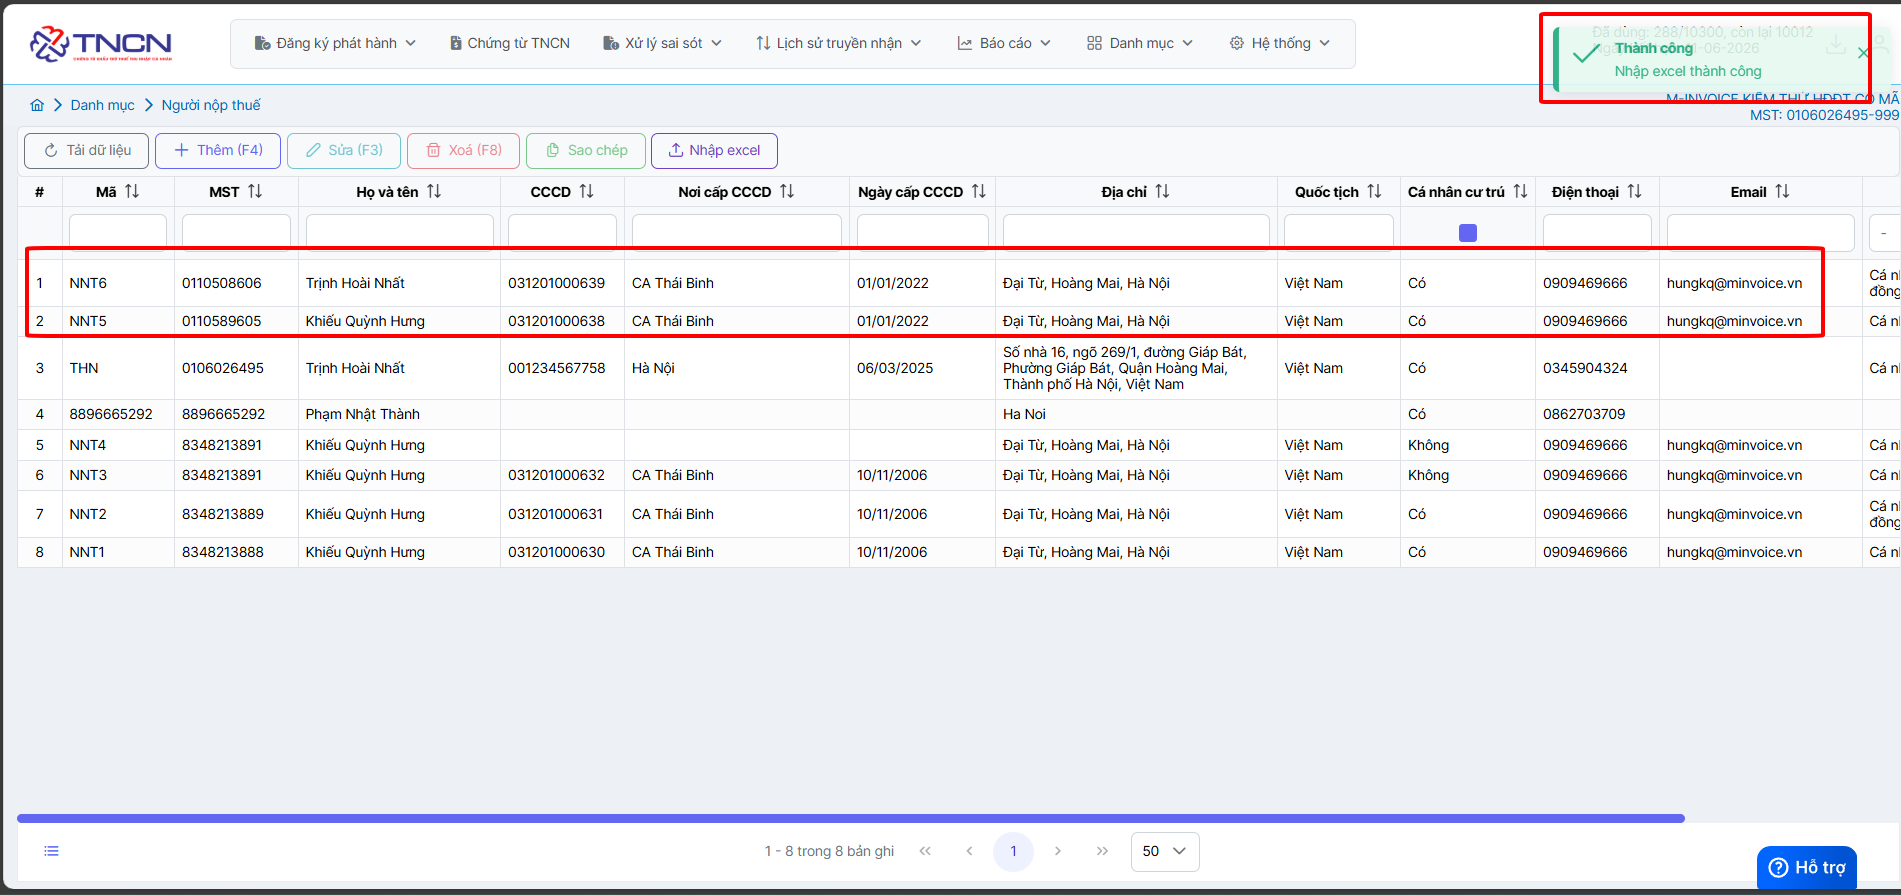 TNCN
Đăng ký phát hành
Chứng từ TNCN
Xử lý sai sót
Lịch sử truyền nhận
Báo cáo
Danh mục
Hệ thống
Đã dùng: 288/10300, còn lại 10012
Thành công
-06-2026
Nhập excel thành công
M-INVOICE KIỂM THỬ HĐĐT CÓ MÃ
MST: 0106026495-999
Danh mục
Người nộp thuế
Tải dữ liệu
Thêm (F4)
Sửa (F3)
Xoá (F8)
Sao chép
Nhập excel
# Mã MST Họ và tên CCCD Nơi cấp CCCD Ngày cấp CCCD Địa chỉ Quốc tịch Cá nhân cư trú Điện thoại Email
-
1 NNT6 0110508606 Trịnh Hoài Nhất 031201000639 CA Thái Bình 01/01/2022 Đại Từ, Hoàng Mai, Hà Nội Việt Nam Có 0909469666 hungkq@minvoice.vn Cá nh
đồng
2 NNT5 0110589605 Khiếu Quỳnh Hưng 031201000638 CA Thái Bình 01/01/2022 Đại Từ, Hoàng Mai, Hà Nội Việt Nam Có 0909469666 hungkq@minvoice.vn Cá nh
3 THN 0106026495 Trịnh Hoài Nhất 001234567758 Hà Nội 06/03/2025 Số nhà 16, ngõ 269/1, đường Giáp Bát,
Phường Giáp Bát, Quận Hoàng Mai,
Thành phố Hà Nội, Việt Nam Việt Nam Có 0345904324 Cá nh
4 8896665292 8896665292 Phạm Nhật Thành Ha Noi Có 0862703709
5 NNT4 8348213891 Khiếu Quỳnh Hưng Đại Từ, Hoàng Mai, Hà Nội Việt Nam Không 0909469666 hungkq@minvoice.vn Cá nh
6 NNT3 8348213891 Khiếu Quỳnh Hưng 031201000632 CA Thái Bình 10/11/2006 Đại Từ, Hoàng Mai, Hà Nội Việt Nam Không 0909469666 hungkq@minvoice.vn Cá nh
7 NNT2 8348213889 Khiếu Quỳnh Hưng 031201000631 CA Thái Bình 10/11/2006 Đại Từ, Hoàng Mai, Hà Nội Việt Nam Có 0909469666 hungkq@minvoice.vn Cá nh
đồng
8 NNT1 8348213888 Khiếu Quỳnh Hưng 031201000630 CA Thái Bình 10/11/2006 Đại Từ, Hoàng Mai, Hà Nội Việt Nam Có 0909469666 hungkq@minvoice.vn Cá nh
1 - 8 trong 8 bản ghi
1
50
Hỗ trợ